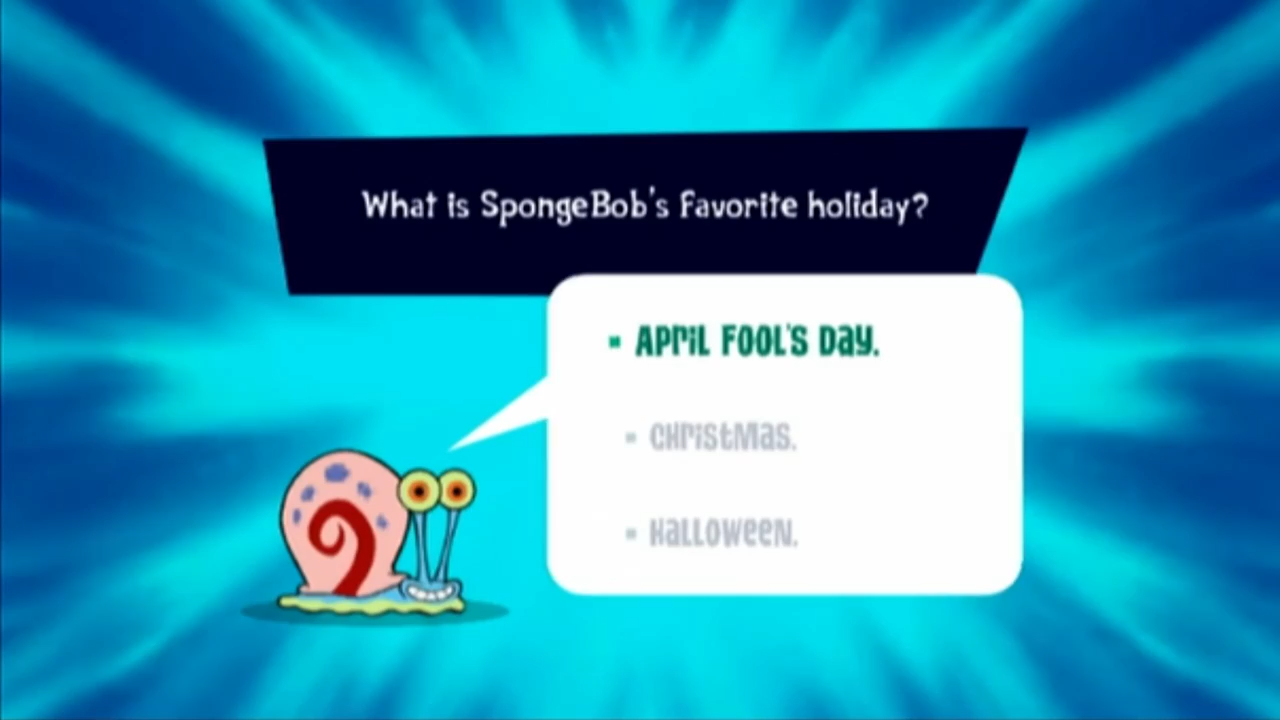 What is SpongeBob's favorite holiday?
▪ APriL FOOL'S Day.
▪ CHristMas.
▪ HaLLOWeeN.